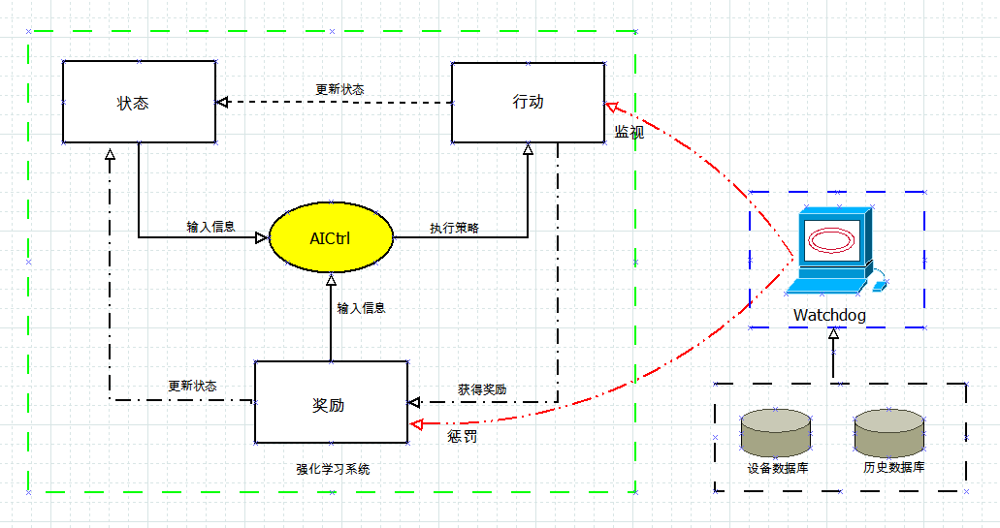 状态
更新状态
行动
监视
输入信息
AICtrl
执行策略
输入信息
Watchdog
更新状态
奖励
获得奖励
惩罚
强化学习系统
设备数据库
历史数据库